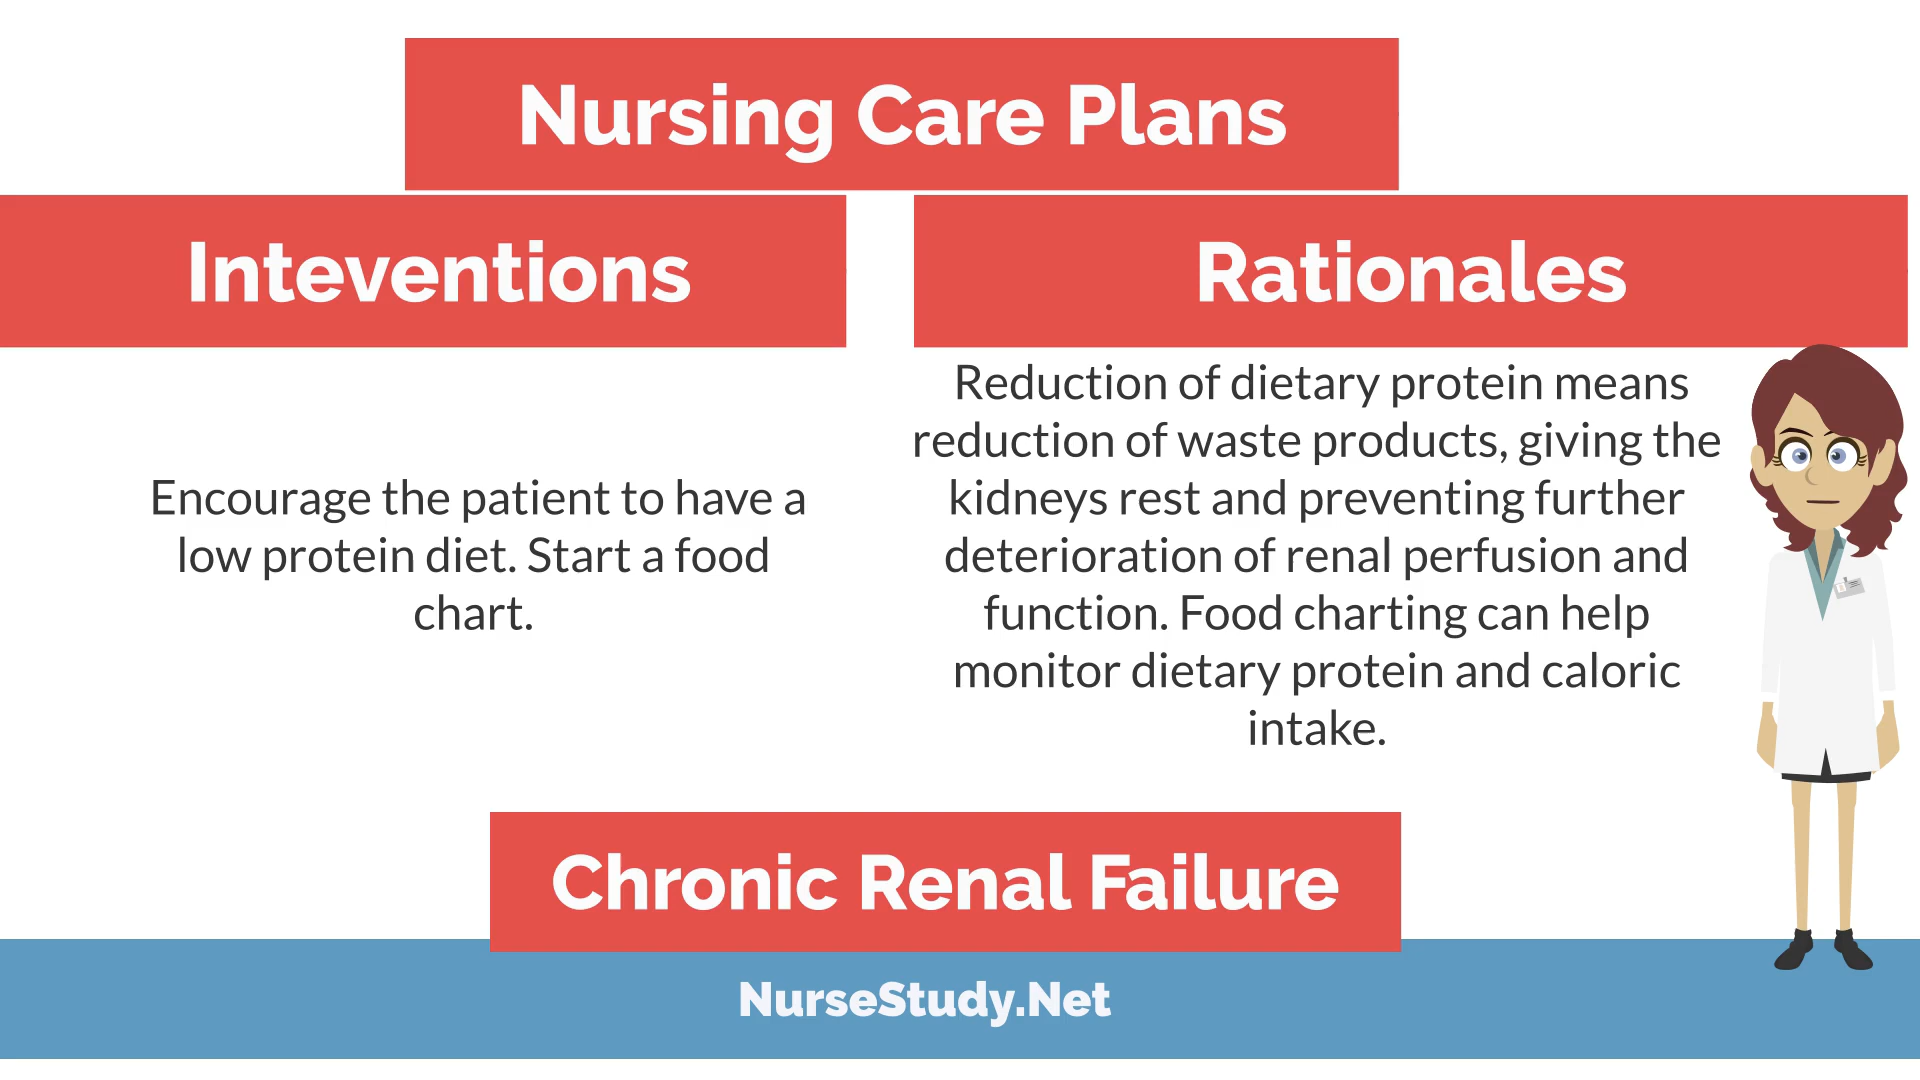 Nursing Care Plans
Inteventions
Rationales
Encourage the patient to have a
low protein diet. Start a food
chart.
Reduction of dietary protein means
reduction of waste products, giving the
kidneys rest and preventing further
deterioration of renal perfusion and
function. Food charting can help
monitor dietary protein and caloric
intake.
Chronic Renal Failure
NurseStudy.Net